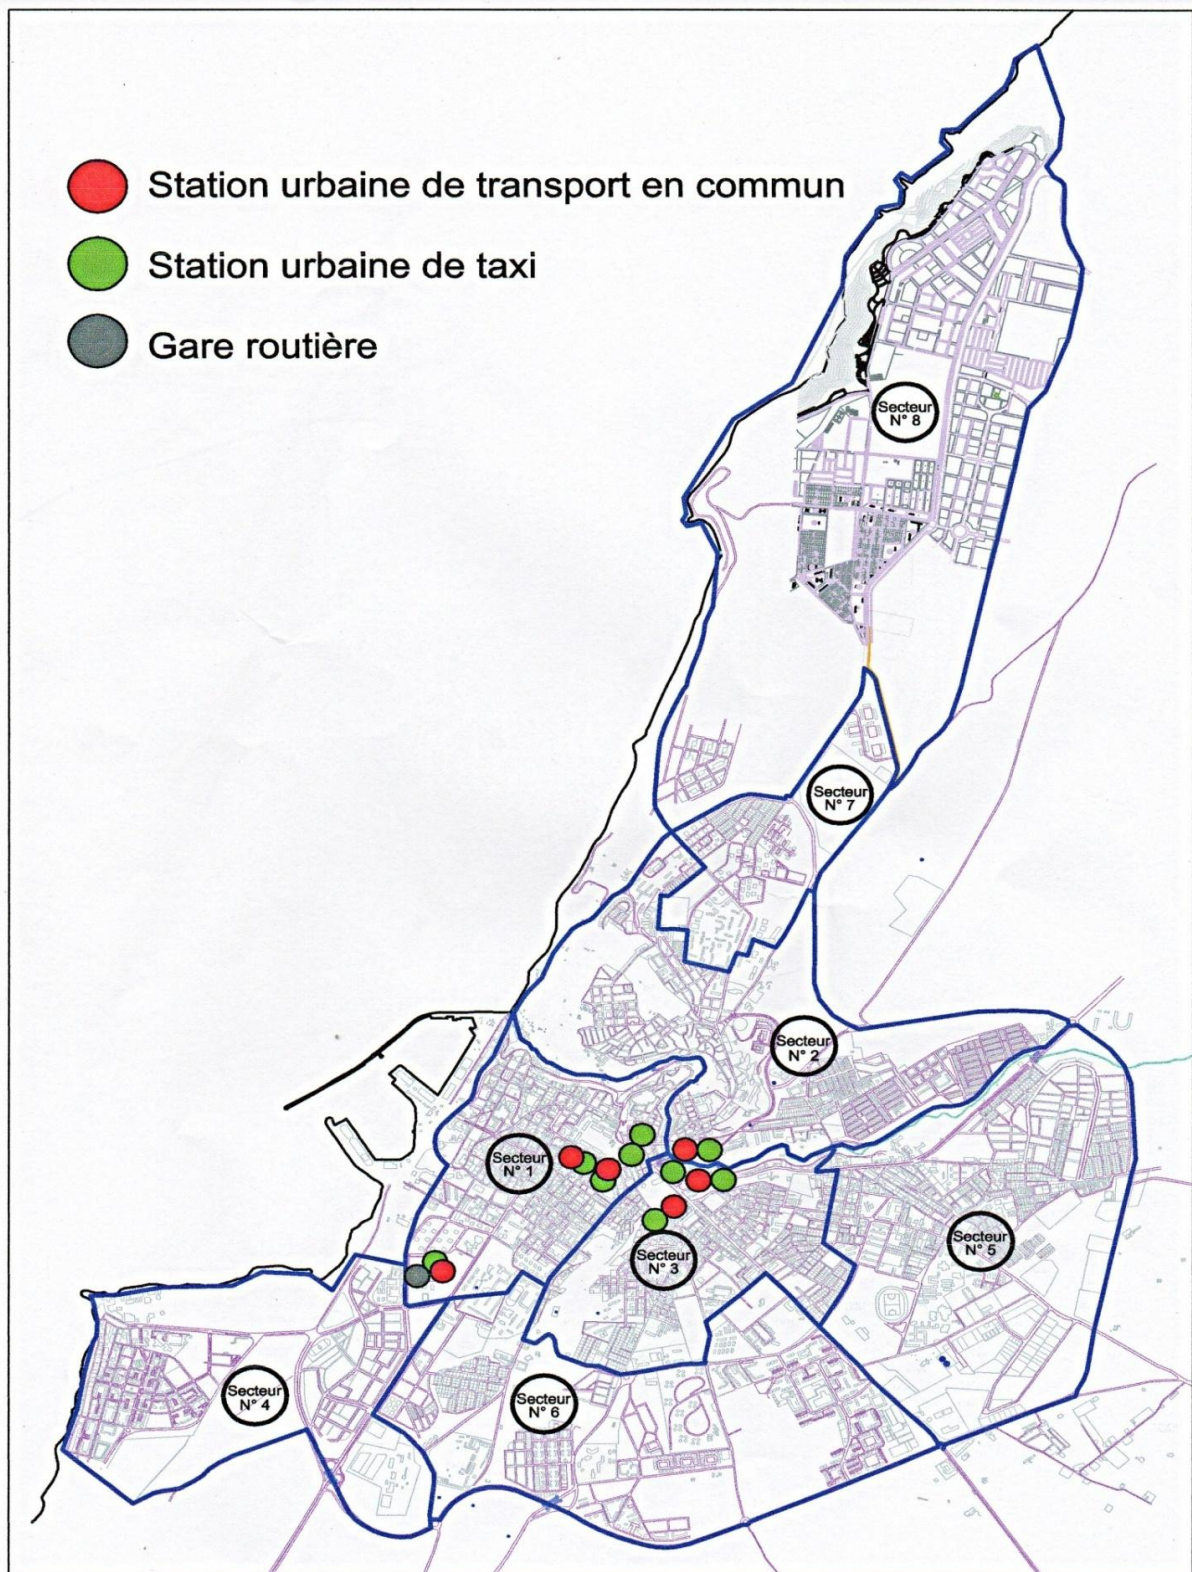 Station urbaine de transport en commun
Station urbaine de taxi
Gare routière
Secteur
N° 8
Secteur
N° 7
Secteur
N° 2
Secteur
N° 1
Secteur
N° 5
Secteur
N° 3
Secteur
N° 4
Secteur
N° 6